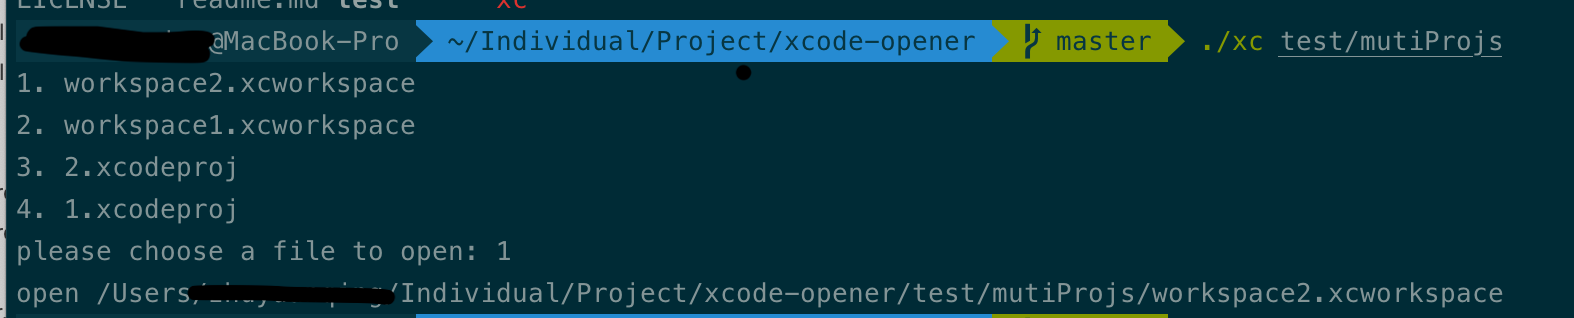 LICENSE readme.md test xc
@MacBook-Pro ~/Individual/Project/xcode-opener master ./xc test/mutiProjs
1. workspace2.xcworkspace
2. workspace1.xcworkspace
3. 2.xcodeproj
4. 1.xcodeproj
please choose a file to open: 1
open /Users/ /Individual/Project/xcode-opener/test/mutiProjs/workspace2.xcworkspace